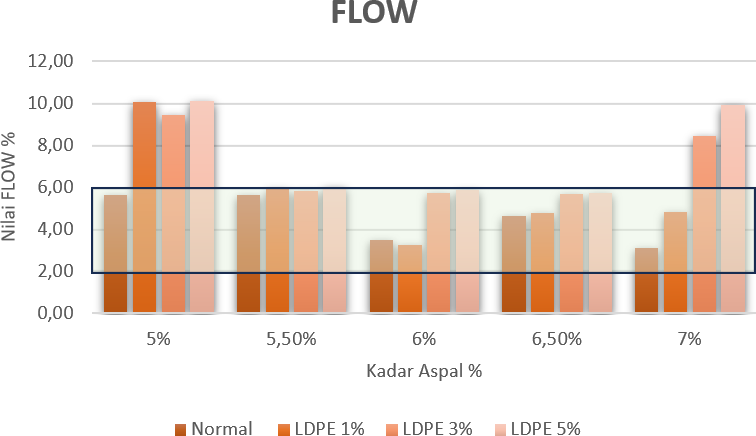 FLOW
12,00
10,00
8,00
6,00
4,00
2,00
0,00
Nilai FLOW %
5% 5,50% 6% 6,50% 7%
Kadar Aspal %
Normal LDPE 1% LDPE 3% LDPE 5%